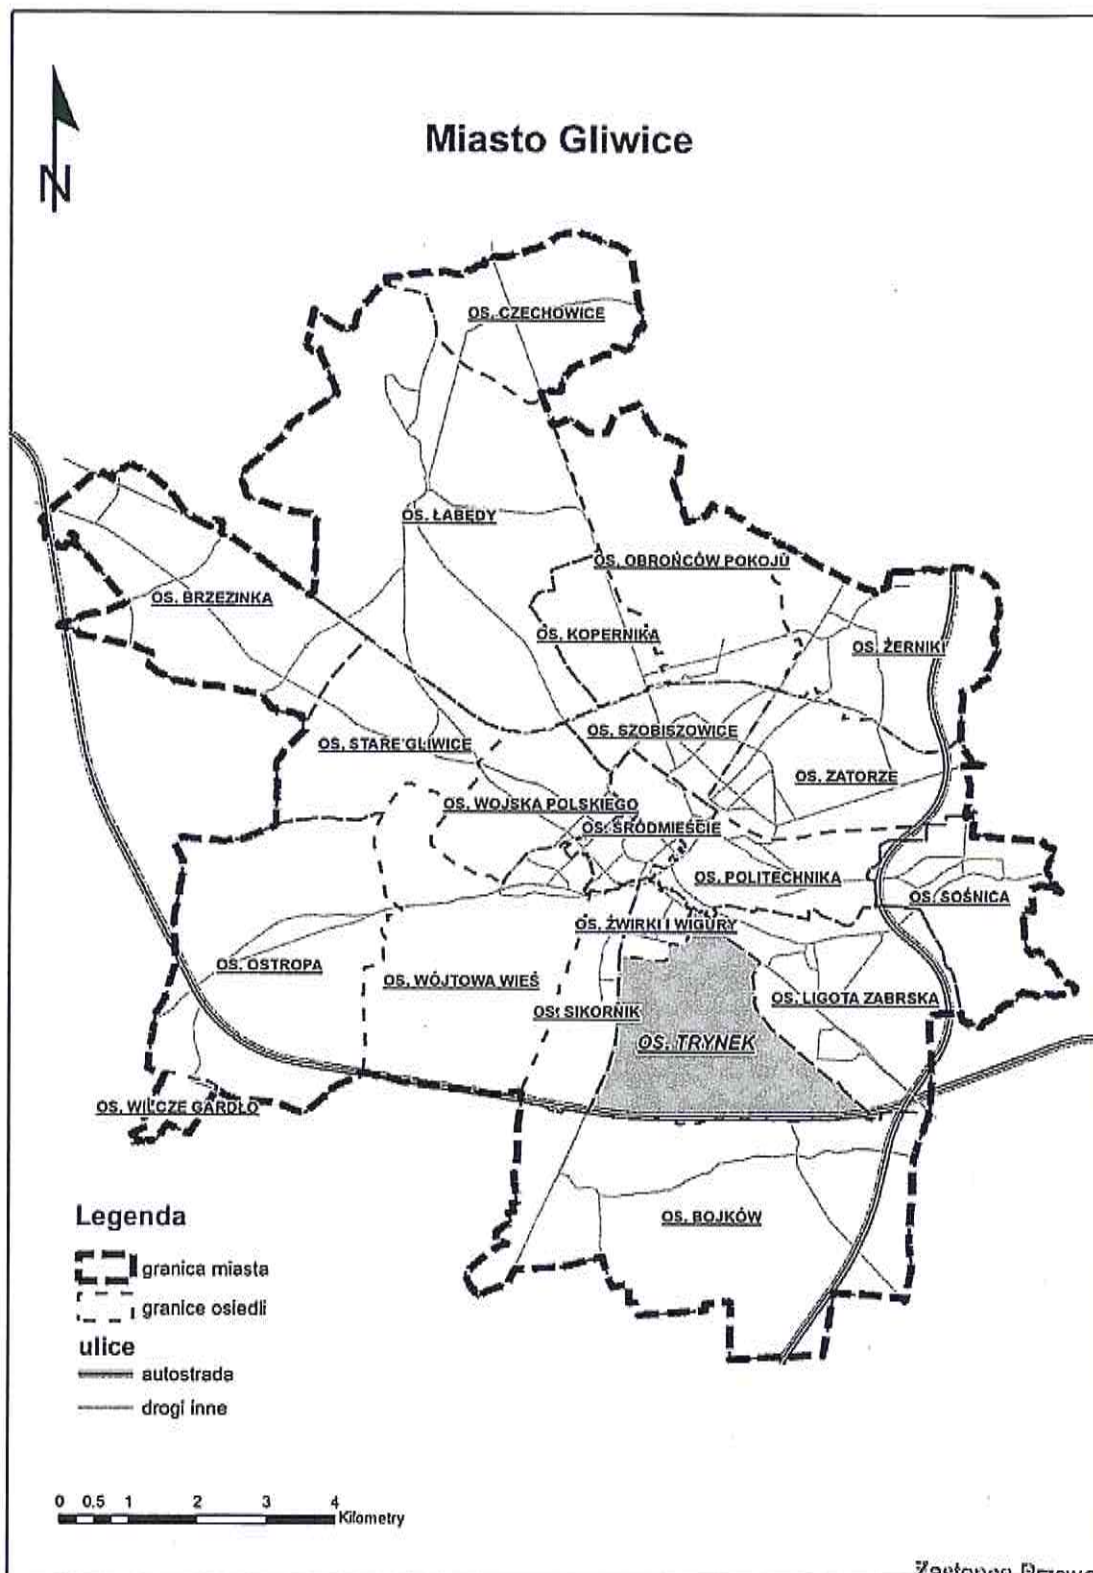 N
Miasto Gliwice
OS. CZECHOWICE
OS. ŁABĘDY
OS. OBROŃCÓW POKOJU
OS. BRZEZINKA
OS. KOPERNIKA
OS. ŻERNIKI
OS. SZOBISZOWICE
OS. STARE GLIWICE
OS. ZATORZE
OS. WOJSKA POLSKIEGO
OS. ŚRÓDMIEŚCIE
OS. POLITECHNIKA
OS. SOŚNICA
OS. ŻWIRKI I WIGURY
OS. OSTROPA
OS. WÓJTOWA WIEŚ
OS. LIGOTA ZABRSKA
OS. SIKORNIK
OS. TRYNEK
OS. WILCZE GARDŁO
OS. BOJKÓW
Legenda
granica miasta
granice osiedli
ulice
autostrada
drogi inne
0 0.5 1 2 3 4
Kilometry